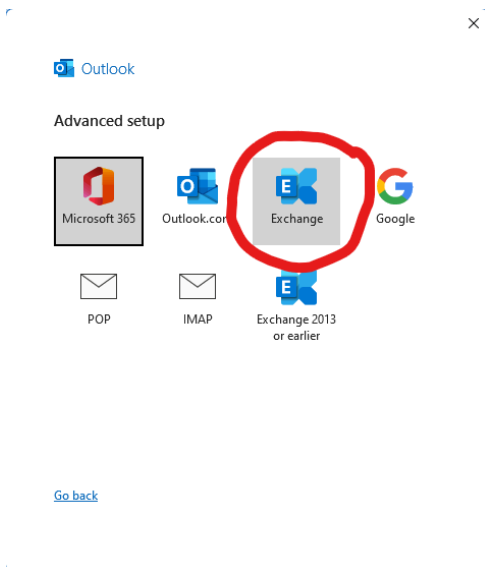 Outlook
Advanced setup
Microsoft 365
Outlook.com
Exchange
Google
POP
IMAP
Exchange 2013
or earlier
Go back